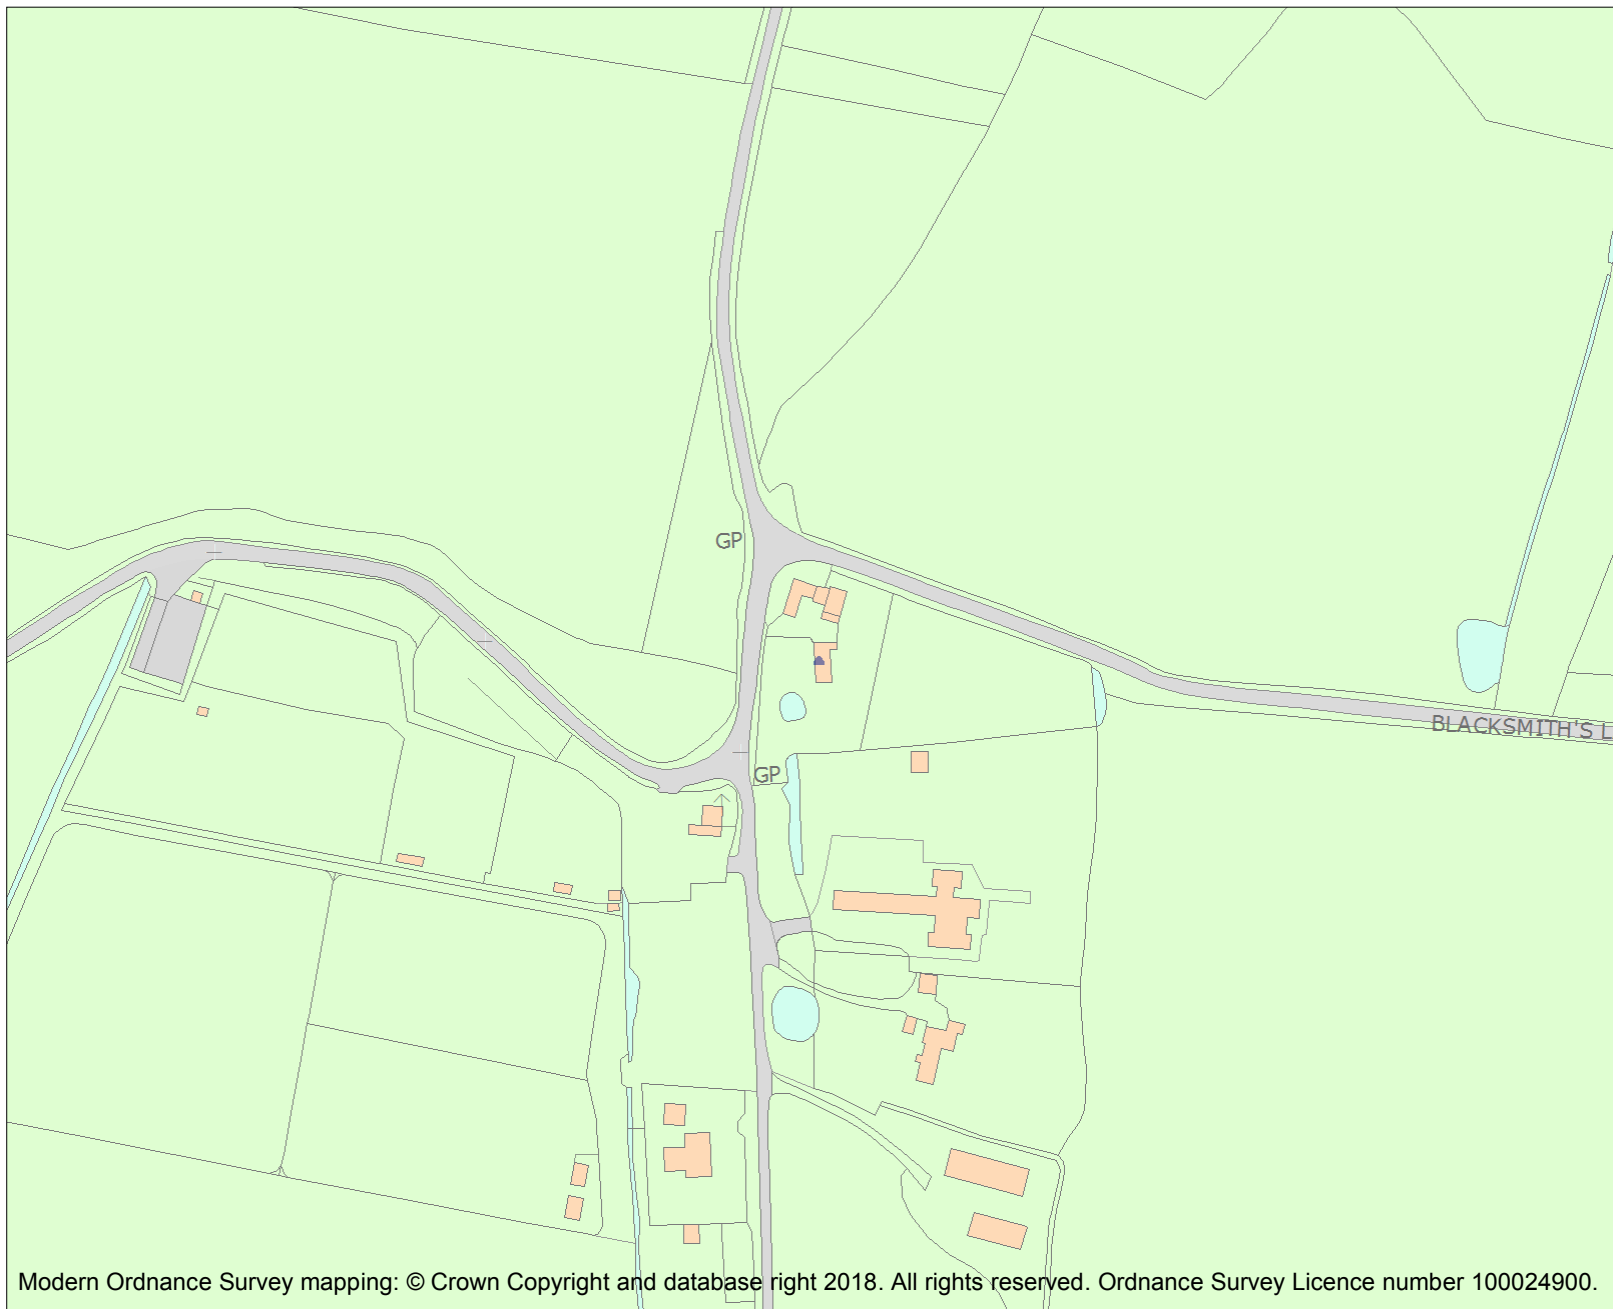 GP
BLACKSMITH'S L
GP
Modern Ordnance Survey mapping: © Crown Copyright and database right 2018. All rights reserved. Ordnance Survey Licence number 100024900.